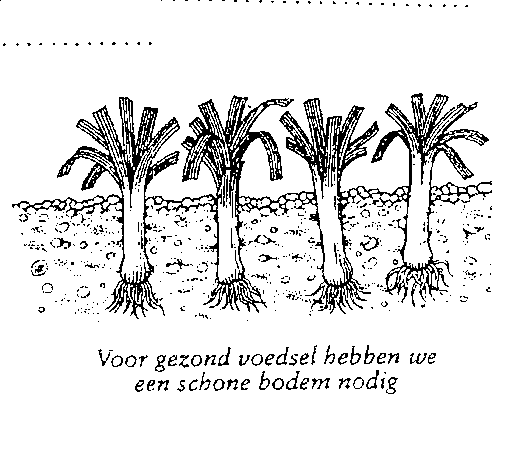 Voor gezond voedsel hebben we
een schone bodem nodig